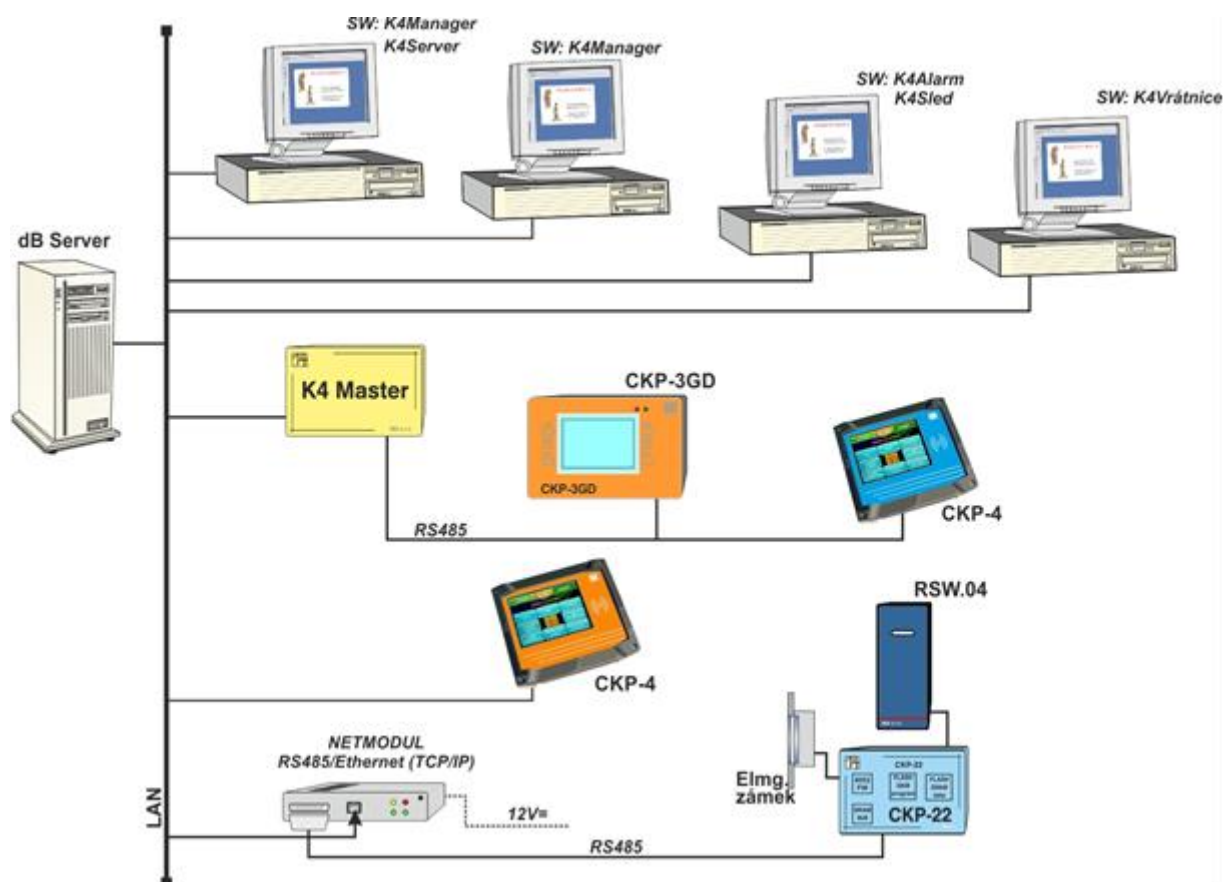 SW: K4Manager
K4Server
SW: K4Manager
SW: K4Alarm
K4Sled
SW: K4Vrátnice
dB Server
K4 Master
CKP-3GD
CKP-3GD
CKP-4
RS485
CKP-4
RSW.04
NETMODUL
RS485/Ethernet (TCP/IP)
12V=
Elmg.
zámek
CKP-22
CKP-22
RS485
LAN